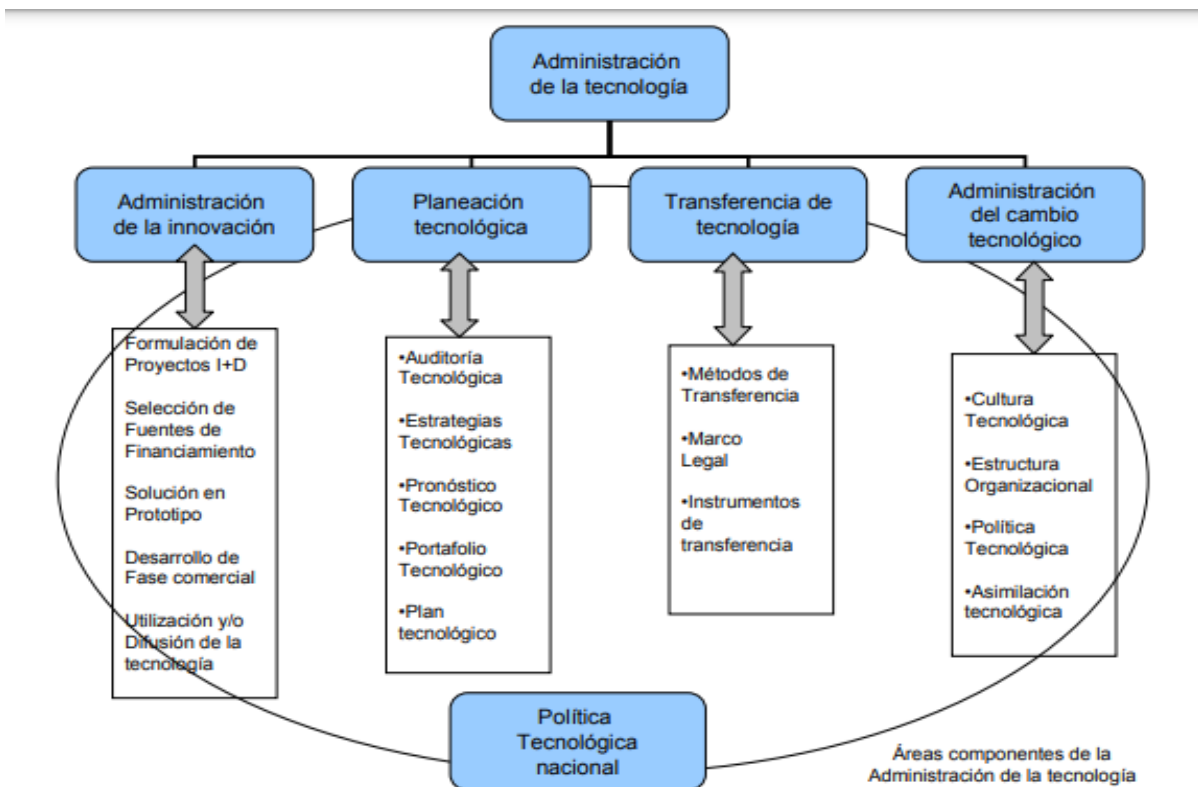 Administración
de la tecnología
Administración
de la innovación
Planeación
tecnológica
Transferencia de
tecnología
Administración
del cambio
tecnológico
Formulación de
Proyectos I+D
Selección de
Fuentes de
Financiamiento
Solución en
Prototipo
Desarrollo de
Fase comercial
Utilización y/o
Difusión de la
tecnología
•Auditoría
Tecnológica
•Estrategias
Tecnológicas
•Pronóstico
Tecnológico
•Portafolio
Tecnológico
•Plan
tecnológico
•Métodos de
Transferencia
•Marco
Legal
•Instrumentos
de
transferencia
•Cultura
Tecnológica
•Estructura
Organizacional
•Política
Tecnológica
•Asimilación
tecnológica
Política
Tecnológica
nacional
Áreas componentes de la
Administración de la tecnología